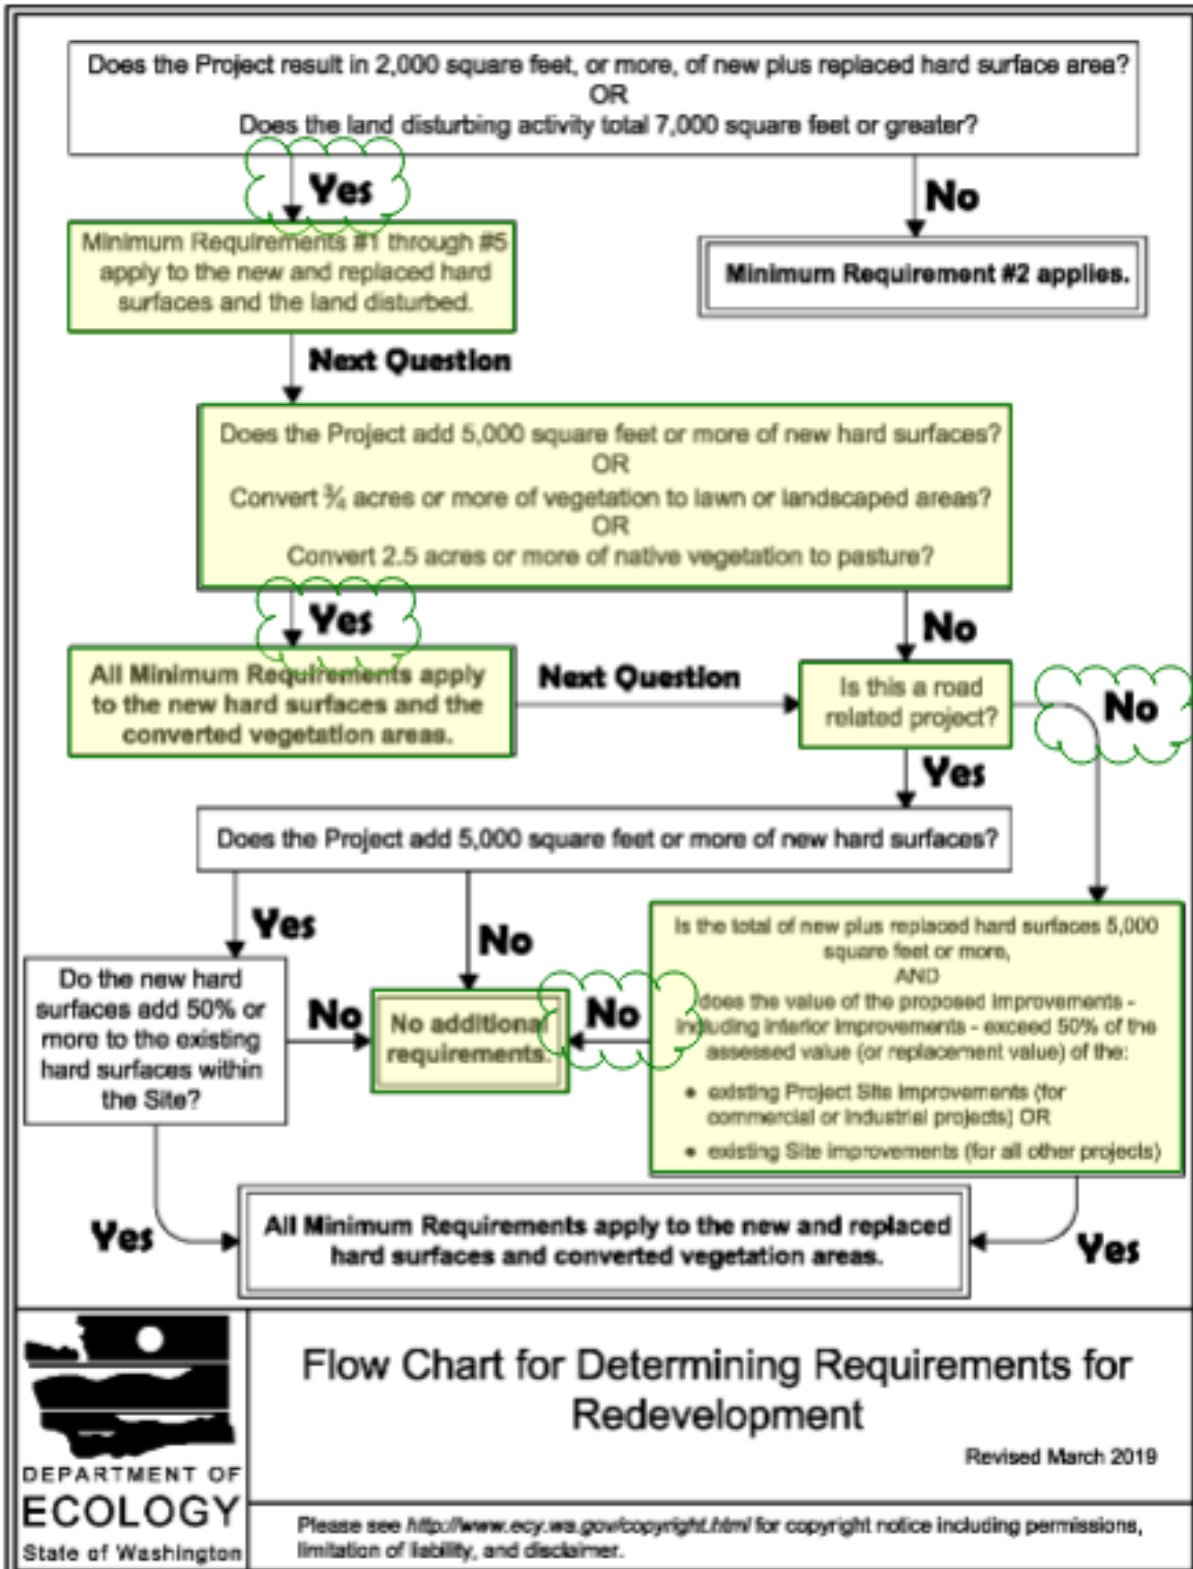 Does the Project result in 2,000 square feet, or more, of new plus replaced hard surface area?
OR
Does the land disturbing activity total 7,000 square feet or greater?
Yes
No
Minimum Requirements #1 through #5
apply to the new and replaced hard
surfaces and the land disturbed.
Minimum Requirement #2 applies.
Next Question
Does the Project add 5,000 square feet or more of new hard surfaces?
OR
Convert ¾ acres or more of vegetation to lawn or landscaped areas?
OR
Convert 2.5 acres or more of native vegetation to pasture?
Yes
No
All Minimum Requirements apply
to the new hard surfaces and the
converted vegetation areas.
Next Question
Is this a road
related project?
No
Yes
Does the Project add 5,000 square feet or more of new hard surfaces?
Yes
No
Do the new hard
surfaces add 50% or
more to the existing
hard surfaces within
the Site?
No
No additional
requirements.
No
Is the total of new plus replaced hard surfaces 5,000
square feet or more,
AND
does the value of the proposed improvements -
including interior improvements - exceed 50% of the
assessed value (or replacement value) of the:
• existing Project Site improvements (for
commercial or industrial projects) OR
• existing Site improvements (for all other projects)
Yes
All Minimum Requirements apply to the new and replaced
hard surfaces and converted vegetation areas.
Yes
DEPARTMENT OF
ECOLOGY
State of Washington
Flow Chart for Determining Requirements for
Redevelopment
Revised March 2019
Please see http://www.ecy.wa.gov/copyright.html for copyright notice including permissions,
limitation of liability, and disclaimer.